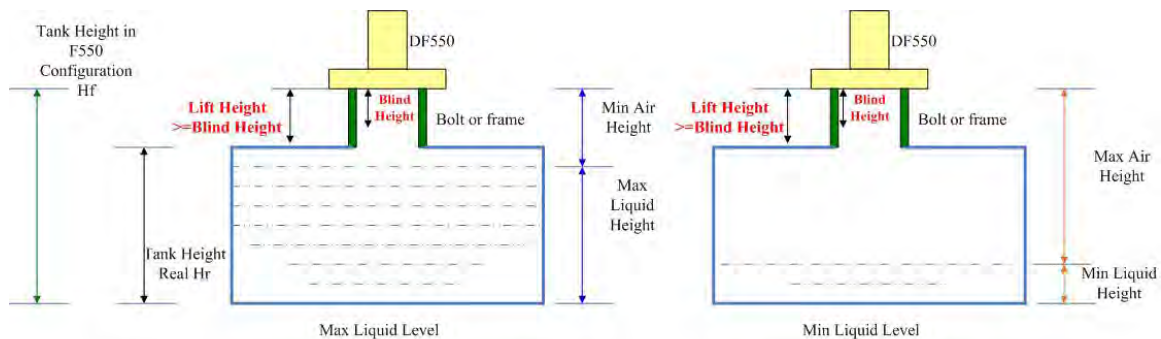 Tank Height in
F550
Configuration
Hf
DF550
Lift Height
>=Blind Height
Blind
Height
Bolt or frame
Min Air
Height
Max
Liquid
Height
Tank Height
Real Hr
Max Liquid Level
DF550
Lift Height
>=Blind Height
Blind
Height
Bolt or frame
Max Air
Height
Min Liquid
Height
Min Liquid Level